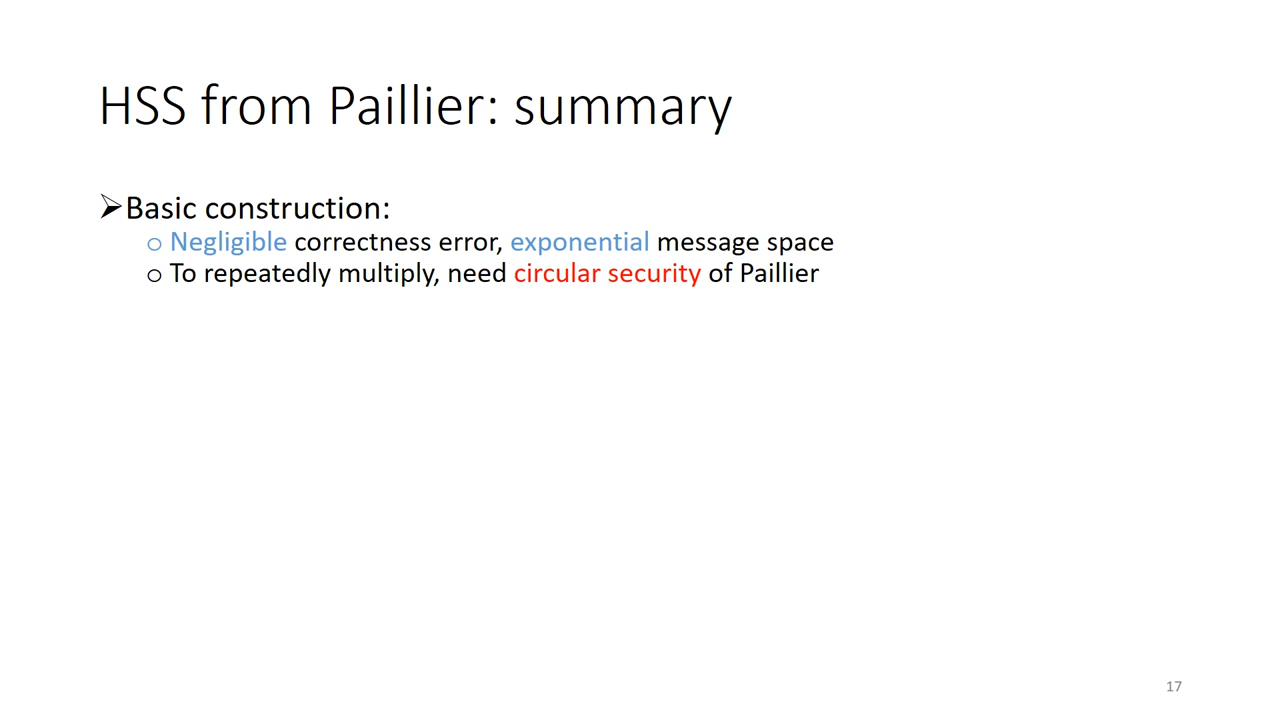 HSS from Paillier: summary
➢Basic construction:
o Negligible correctness error, exponential message space
o To repeatedly multiply, need circular security of Paillier
17